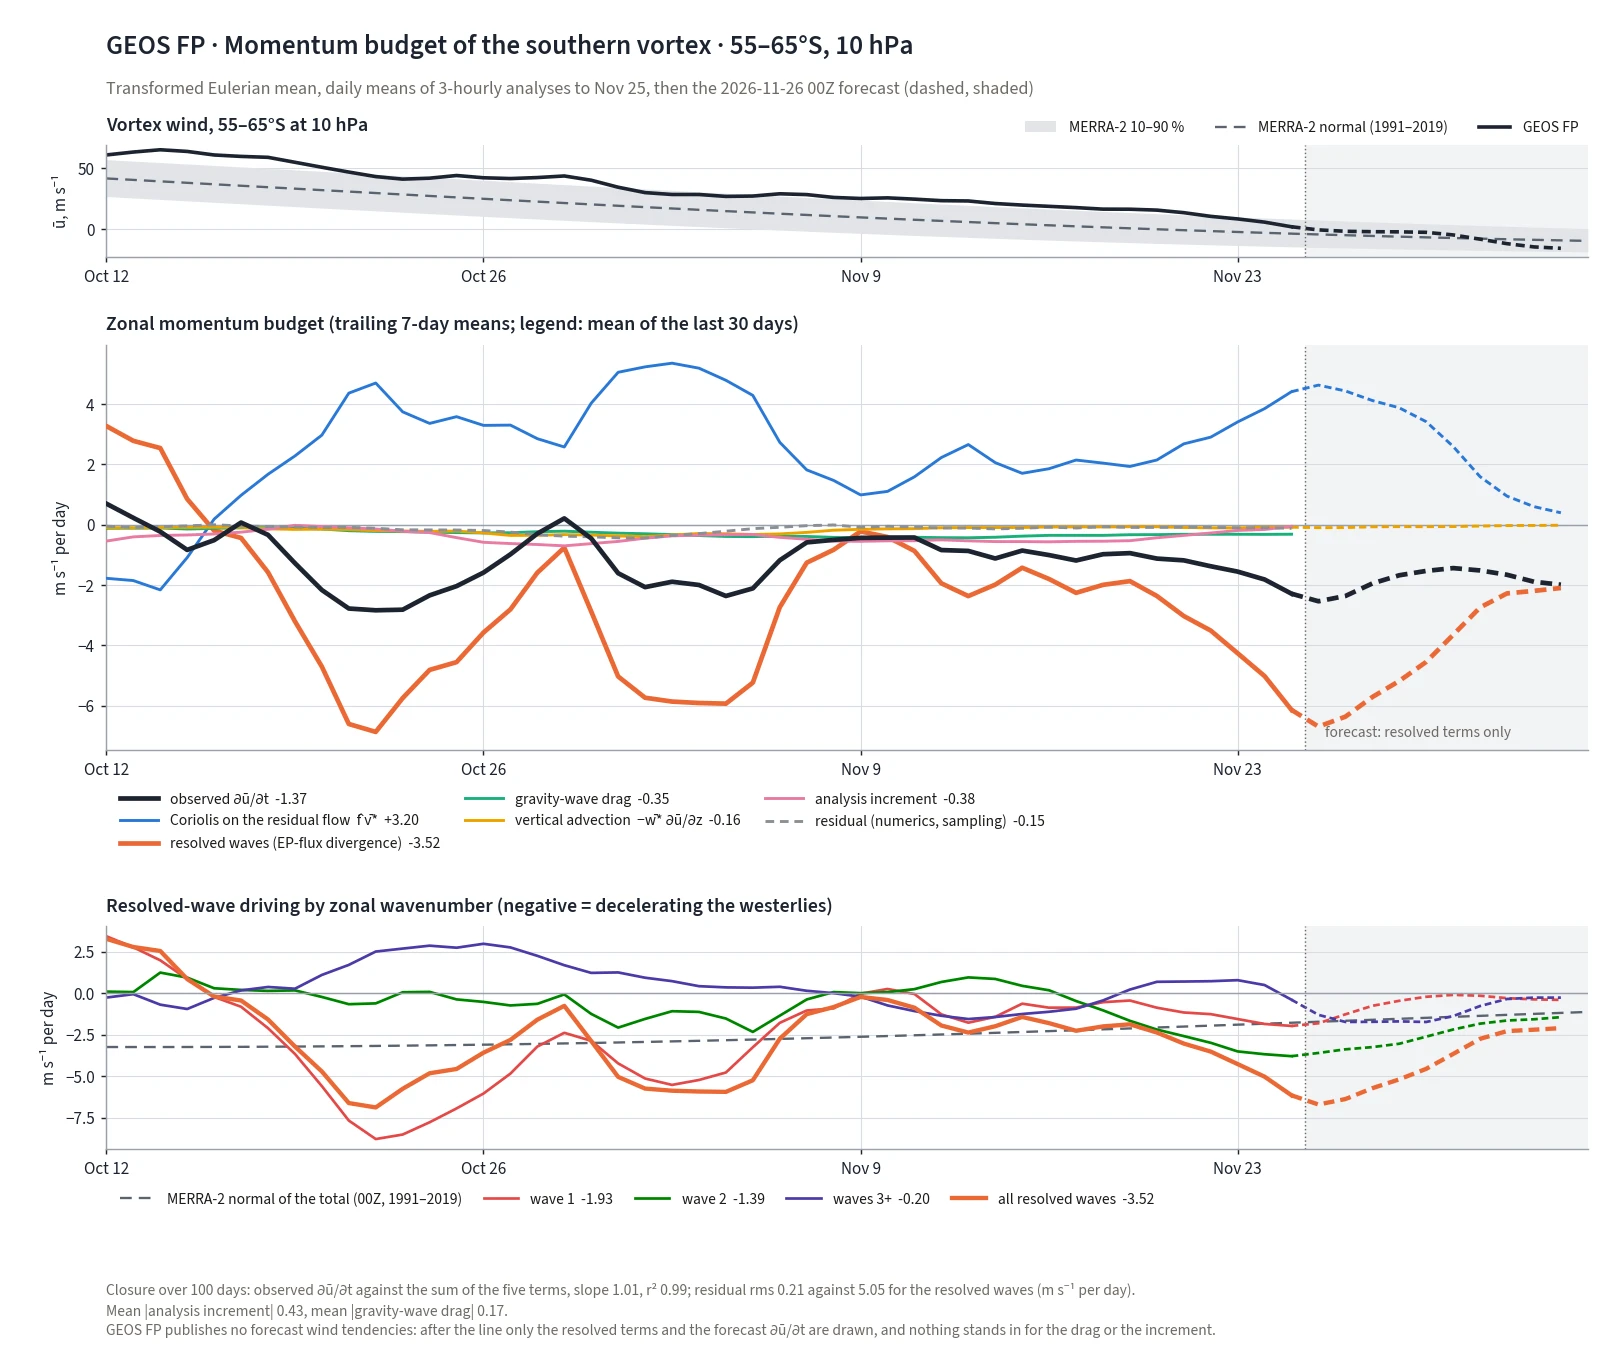 GEOS FP · Momentum budget of the southern vortex · 55–65°S, 10 hPa
Transformed Eulerian mean, daily means of 3-hourly analyses to Nov 25, then the 2026-11-26 00Z forecast (dashed, shaded)
Vortex wind, 55–65°S at 10 hPa
MERRA-2 10–90 %
MERRA-2 normal (1991–2019)
GEOS FP
ū, m s⁻¹
50
0
Oct 12
Oct 26
Nov 9
Nov 23
Zonal momentum budget (trailing 7-day means; legend: mean of the last 30 days)
m s⁻¹ per day
4
2
0
−2
−4
−6
forecast: resolved terms only
Oct 12
Oct 26
Nov 9
Nov 23
observed ∂ū/∂t -1.37
gravity-wave drag -0.35
analysis increment -0.38
Coriolis on the residual flow f v̄* +3.20
vertical advection −w̄* ∂ū/∂z -0.16
residual (numerics, sampling) -0.15
resolved waves (EP-flux divergence) -3.52
Resolved-wave driving by zonal wavenumber (negative = decelerating the westerlies)
m s⁻¹ per day
2.5
0.0
−2.5
−5.0
−7.5
Oct 12
Oct 26
Nov 9
Nov 23
MERRA-2 normal of the total (00Z, 1991–2019)
wave 1 -1.93
wave 2 -1.39
waves 3+ -0.20
all resolved waves -3.52
Closure over 100 days: observed ∂ū/∂t against the sum of the five terms, slope 1.01, r² 0.99; residual rms 0.21 against 5.05 for the resolved waves (m s⁻¹ per day).
Mean |analysis increment| 0.43, mean |gravity-wave drag| 0.17.
GEOS FP publishes no forecast wind tendencies: after the line only the resolved terms and the forecast ∂ū/∂t are drawn, and nothing stands in for the drag or the increment.